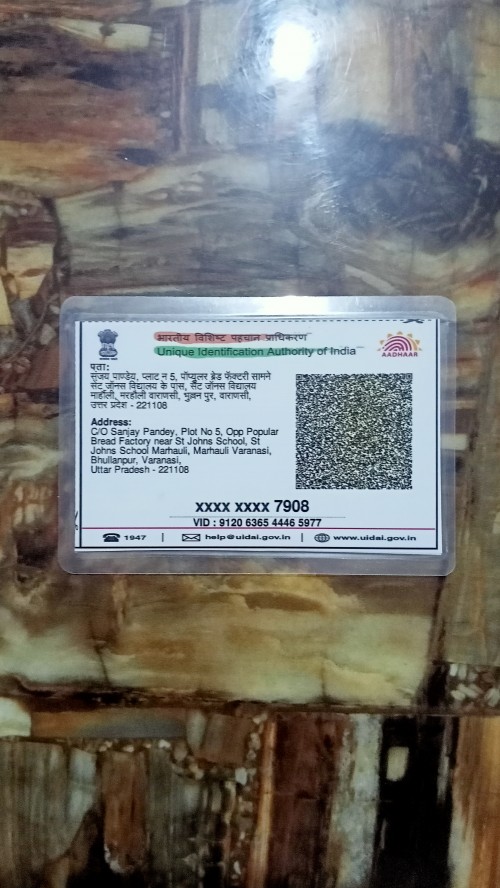 भारतीय विशिष्ट पहचान प्राधिकरण
Unique Identification Authority of India
AADHAAR
पता:
संजय पाण्डेय, प्लाट न 5, पॉप्युलर ब्रेड फॅक्टरी सामने
सेंट जॉनस विद्यालय के पास, सेंट जॉनस विद्यालय
मढौली, मरहौली वाराणसी, भुल्लन पुर, वाराणसी,
उत्तर प्रदेश - 221108
Address:
C/O Sanjay Pandey, Plot No 5, Opp Popular
Bread Factory near St Johns School, St
Johns School Marhauli, Marhauli Varanasi,
Bhullanpur, Varanasi,
Uttar Pradesh - 221108
xxxx xxxx 7908
VID : 9120 6365 4446 5977
1947 | help@uidai.gov.in | www.uidai.gov.in